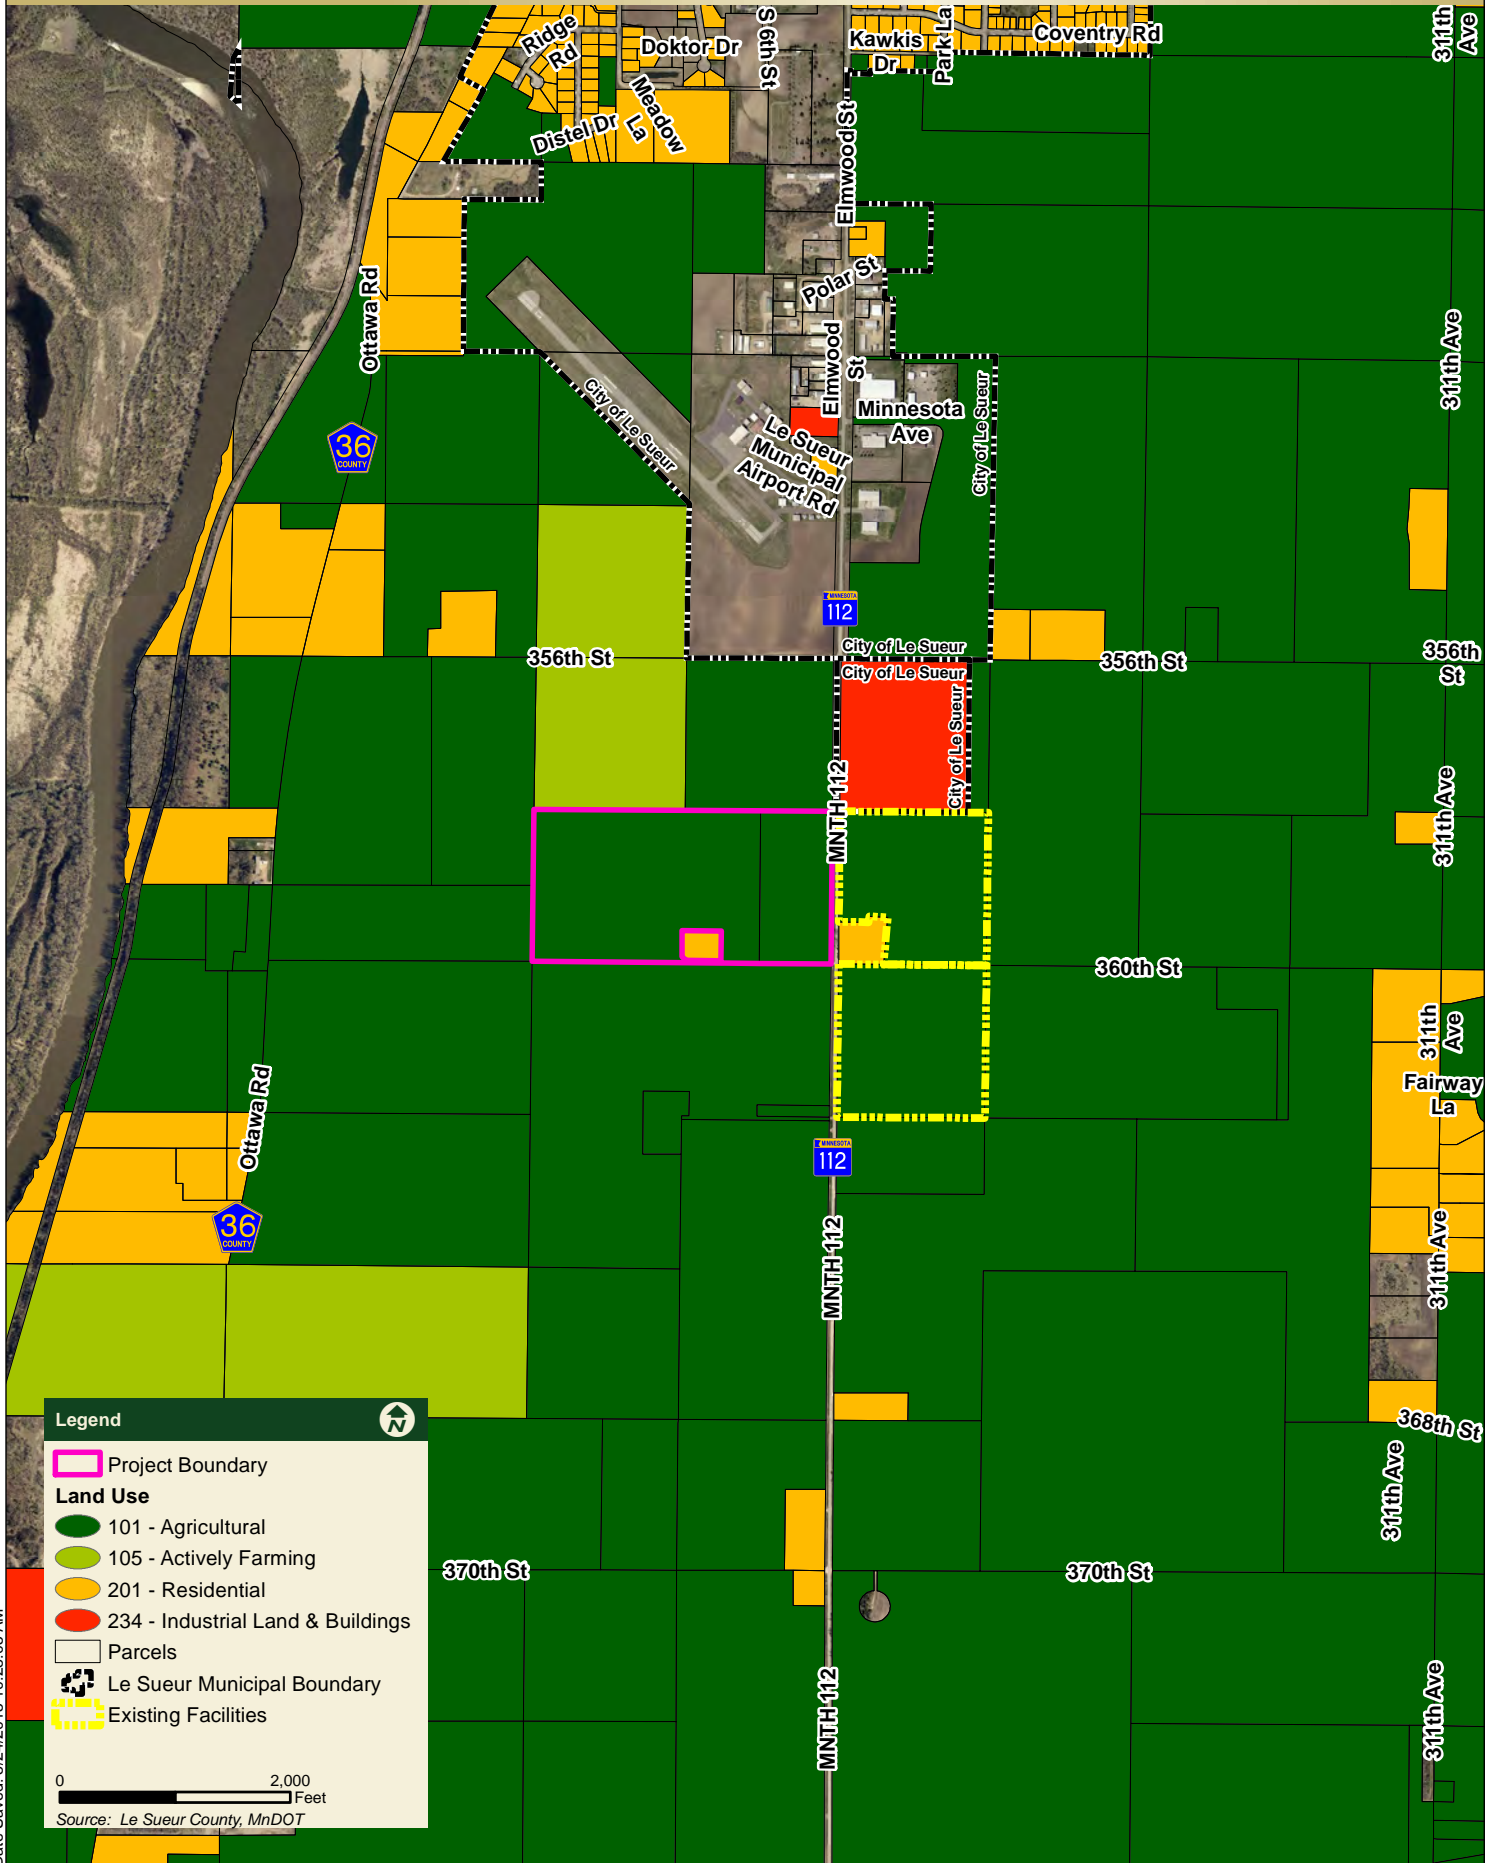 Ridge
Rd
Doktor Dr
S 6th St
Kawkis
Dr
Park La
Coventry Rd
311th
Ave
Meadow
La
Distel Dr
Elmwood St
Ottawa Rd
Polar St
Elmwood
St
311th Ave
City of Le Sueur
Minnesota
Ave
City of Le Sueur
Le Sueur
Municipal
Airport Rd
36
COUNTY
MINNESOTA
112
City of Le Sueur
356th St
City of Le Sueur
356th St
356th
St
City of Le Sueur
MNTH 112
311th Ave
360th St
311th
Ave
Fairway
La
Ottawa Rd
MINNESOTA
112
36
COUNTY
MNTH 112
311th Ave
368th St
311th Ave
370th St
370th St
MNTH 112
311th Ave
Legend
N
Project Boundary
Land Use
101 - Agricultural
105 - Actively Farming
201 - Residential
234 - Industrial Land & Buildings
Parcels
Le Sueur Municipal Boundary
Existing Facilities
0 2,000
Feet
Source: Le Sueur County, MnDOT